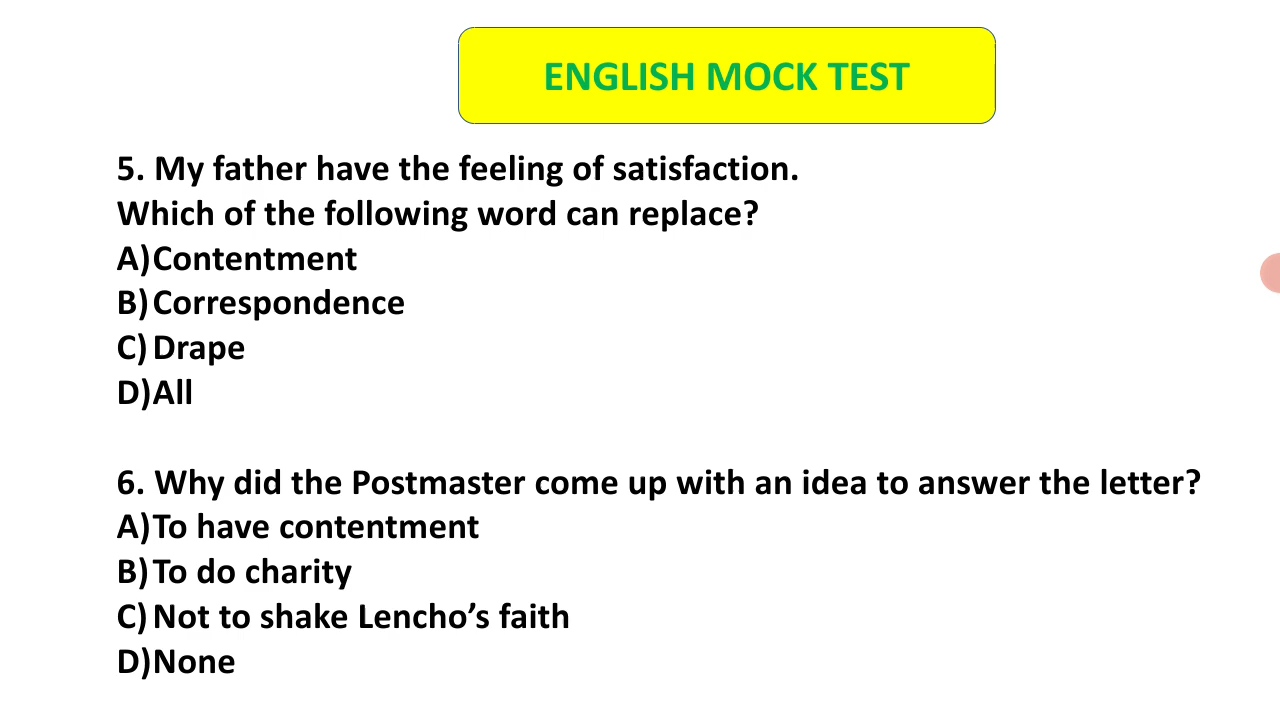 ENGLISH MOCK TEST
5. My father have the feeling of satisfaction.
Which of the following word can replace?
A) Contentment
B) Correspondence
C) Drape
D) All
6. Why did the Postmaster come up with an idea to answer the letter?
A) To have contentment
B) To do charity
C) Not to shake Lencho’s faith
D) None